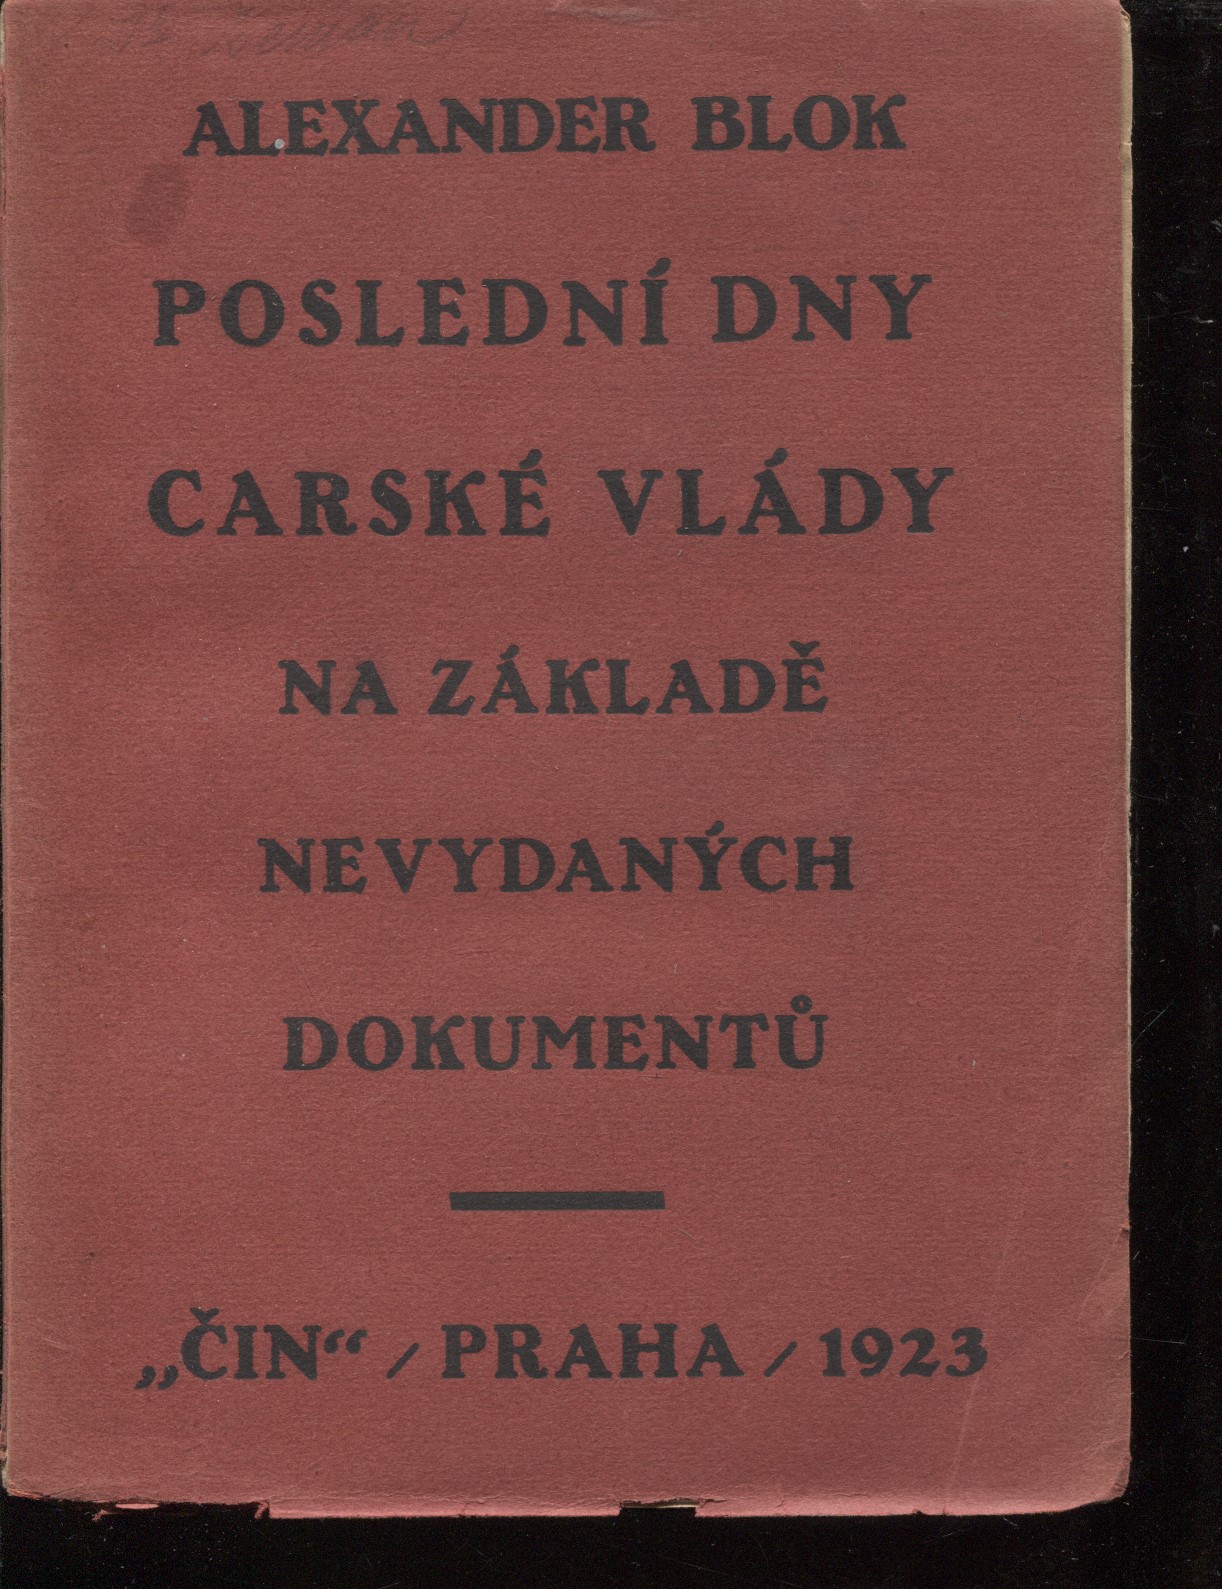 ALEXANDER BLOK
POSLEDNÍ DNY
CARSKÉ VLÁDY
NA ZÁKLADĚ
NEVYDANÝCH
DOKUMENTŮ
„ČIN“ / PRAHA / 1923